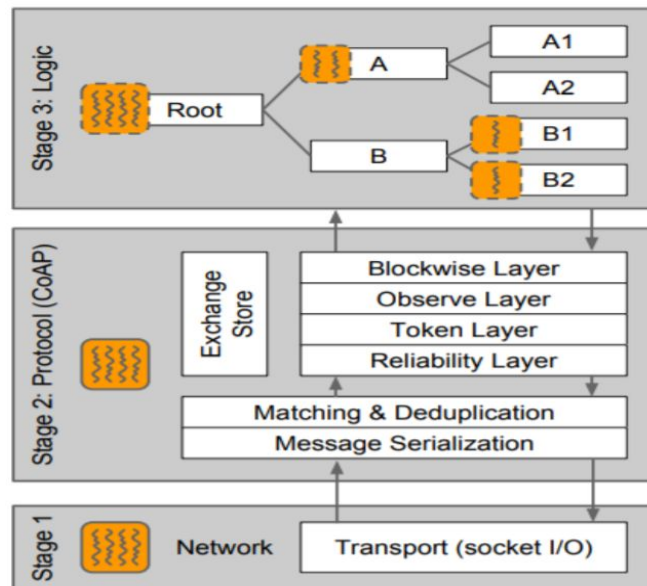 Stage 3: Logic
Root
A
A1
A2
B
B1
B2
Stage 2: Protocol (CoAP)
Exchange
Store
Blockwise Layer
Observe Layer
Token Layer
Reliability Layer
Matching & Deduplication
Message Serialization
Stage 1
Network
Transport (socket I/O)